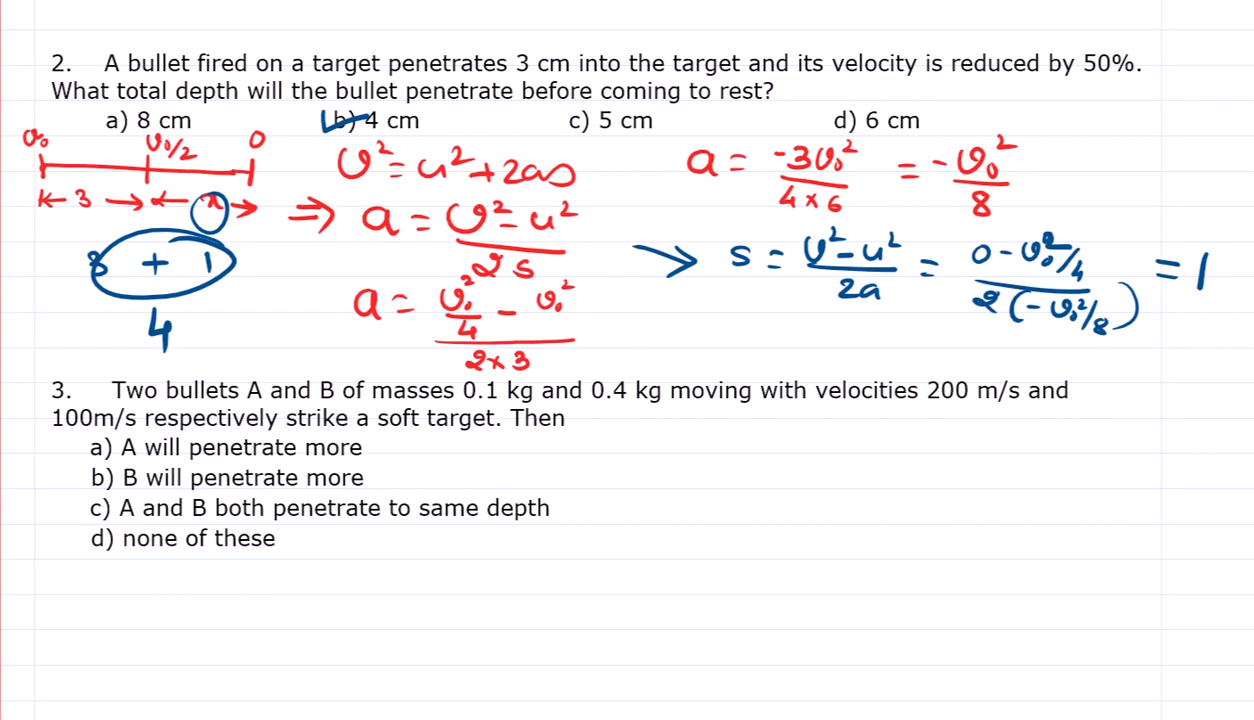 2. A bullet fired on a target penetrates 3 cm into the target and its velocity is reduced by 50%.
What total depth will the bullet penetrate before coming to rest?
a) 8 cm b) 4 cm c) 5 cm d) 6 cm
v₀ v₀/2 0
3 x
v² = u² + 2as
⇒ a = v² - u² / 2s
a = v₀²/4 - v₀² / 2×3
a = -3v₀² / 4×6 = -v₀² / 8
→ s = v² - u² / 2a = 0 - v₀²/4 / 2(-v₀²/8) = 1
3 + 1
4
3. Two bullets A and B of masses 0.1 kg and 0.4 kg moving with velocities 200 m/s and
100m/s respectively strike a soft target. Then
a) A will penetrate more
b) B will penetrate more
c) A and B both penetrate to same depth
d) none of these